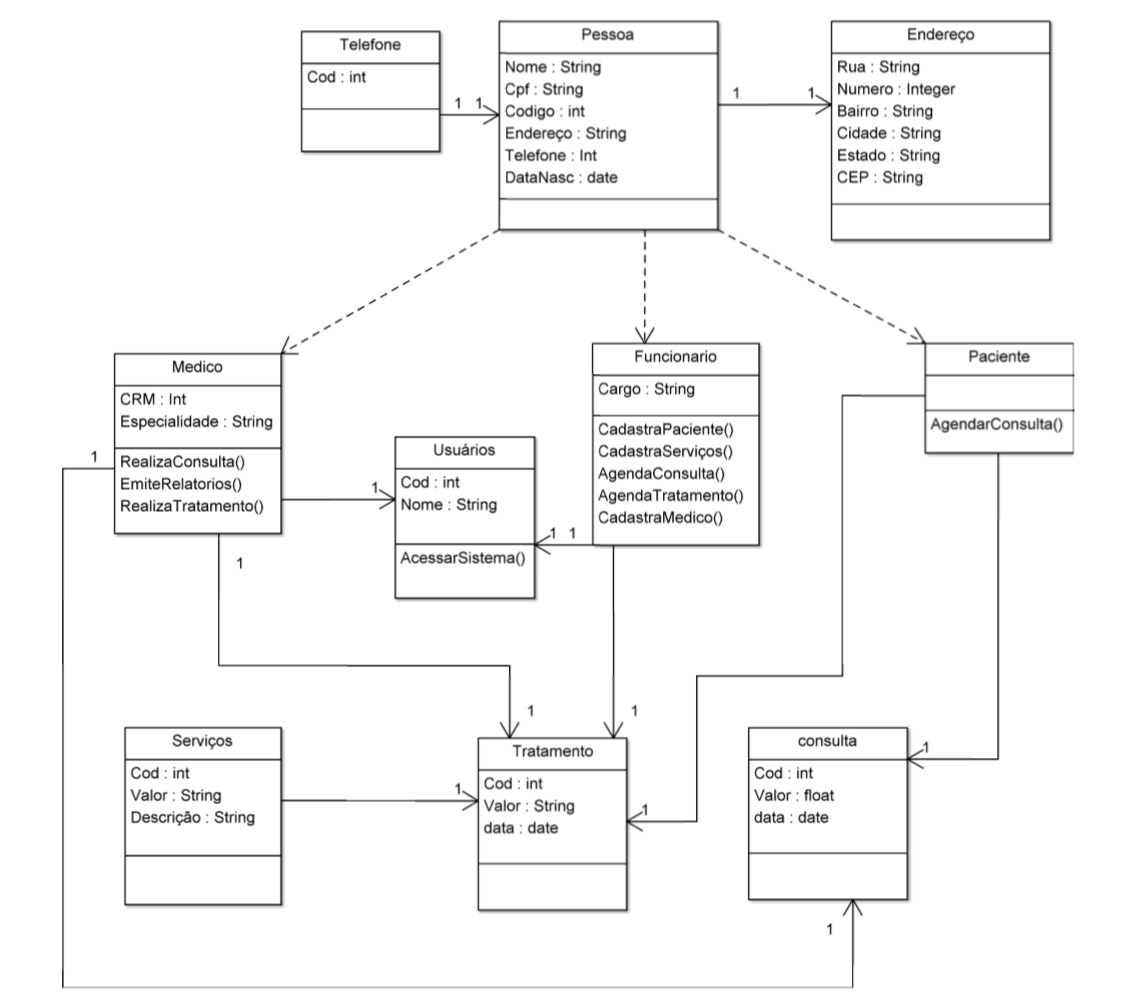 Telefone
Cod : int
1 1
Pessoa
Nome : String
Cpf : String
Codigo : int
Endereço : String
Telefone : Int
DataNasc : date
1 1
Endereço
Rua : String
Numero : Integer
Bairro : String
Cidade : String
Estado : String
CEP : String
Medico
CRM : Int
Especialidade : String
RealizaConsulta()
EmiteRelatorios()
RealizaTratamento()
1
1
1
Usuários
Cod : int
Nome : String
AcessarSistema()
1 1
Funcionario
Cargo : String
CadastraPaciente()
CadastraServiços()
AgendaConsulta()
AgendaTratamento()
CadastraMedico()
Paciente
AgendarConsulta()
1
1
Serviços
Cod : int
Valor : String
Descrição : String
1
Tratamento
Cod : int
Valor : String
data : date
1
consulta
Cod : int
Valor : float
data : date
1
1